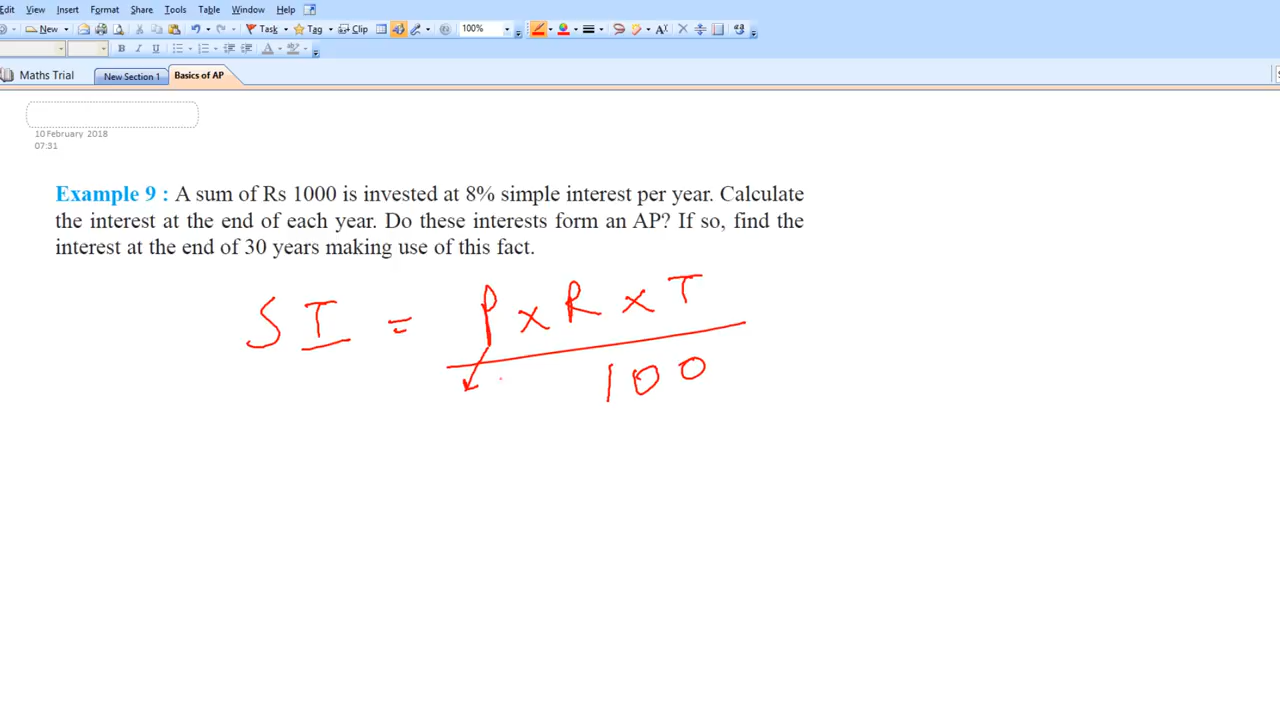 Edit View Insert Format Share Tools Table Window Help
New Task Tag Clip 100%
B I U A
Maths Trial New Section 1 Basics of AP
10 February 2018
07:31
Example 9 : A sum of Rs 1000 is invested at 8% simple interest per year. Calculate
the interest at the end of each year. Do these interests form an AP? If so, find the
interest at the end of 30 years making use of this fact.
SI = P x R x T
100